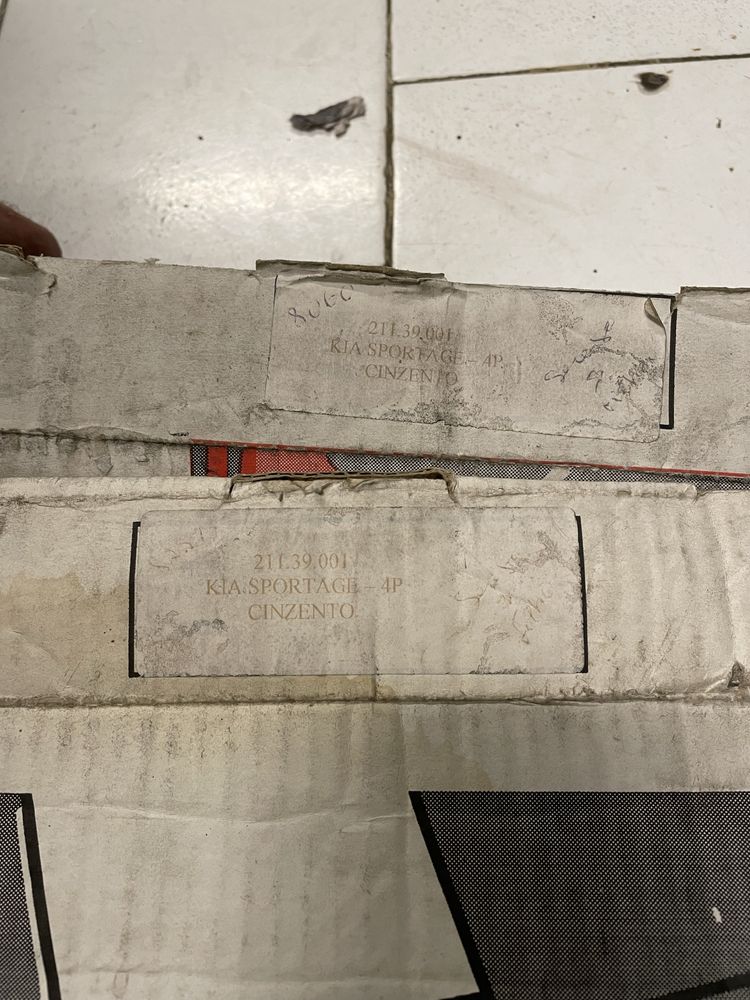 211.39.001
KIA SPORTAGE - 4P
CINZENTO
211.39.001
KIA SPORTAGE - 4P
CINZENTO